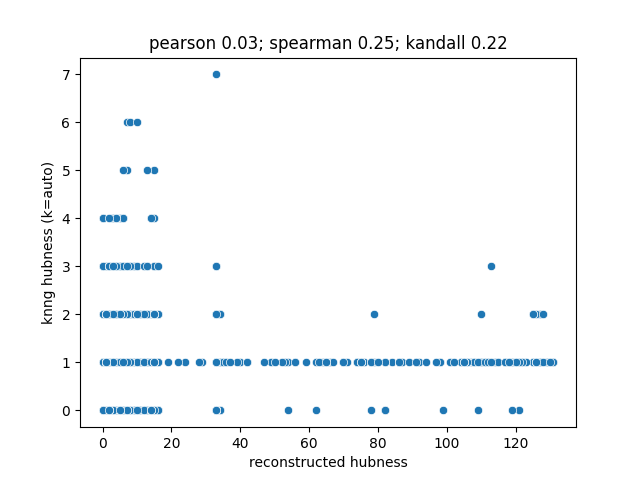 pearson 0.03; spearman 0.25; kandall 0.22
knng hubness (k=auto)
7
6
5
4
3
2
1
0
0 20 40 60 80 100 120
reconstructed hubness